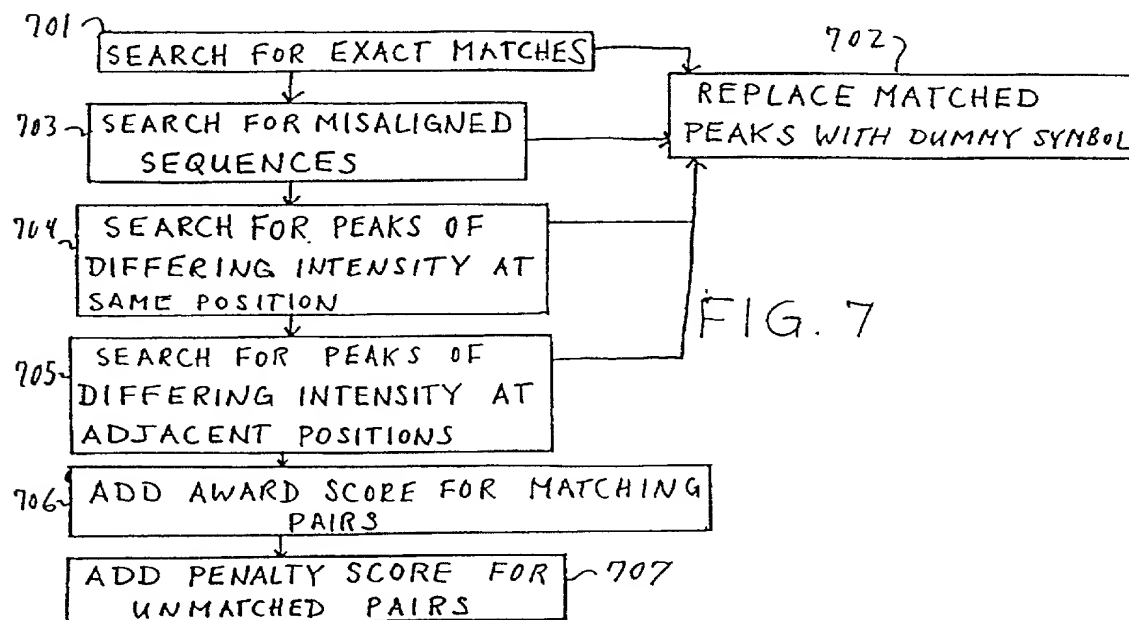 701
SEARCH FOR EXACT MATCHES
702
REPLACE MATCHED
PEAKS WITH DUMMY SYMBOL
703
SEARCH FOR MISALIGNED
SEQUENCES
704
SEARCH FOR PEAKS OF
DIFFERING INTENSITY AT
SAME POSITION
FIG. 7
705
SEARCH FOR PEAKS OF
DIFFERING INTENSITY AT
ADJACENT POSITIONS
706
ADD AWARD SCORE FOR MATCHING
PAIRS
ADD PENALTY SCORE FOR
UNMATCHED PAIRS
707